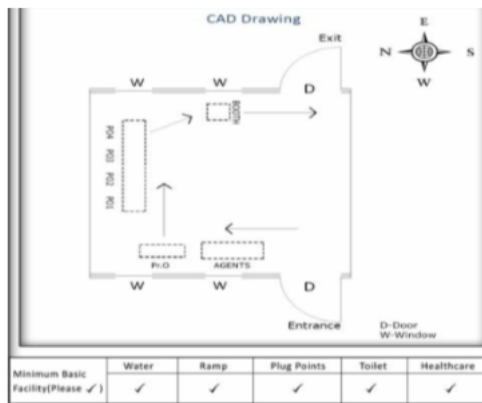 CAD Drawing
E
Exit
N S
W
W W D
BOOTH
PO4 PO3 PO2 PO1
Pr.O AGENTS
W W D
Entrance
D-Door
W-Window
Minimum Basic Facility(Please ✓) Water Ramp Plug Points Toilet Healthcare
✓ ✓ ✓ ✓ ✓